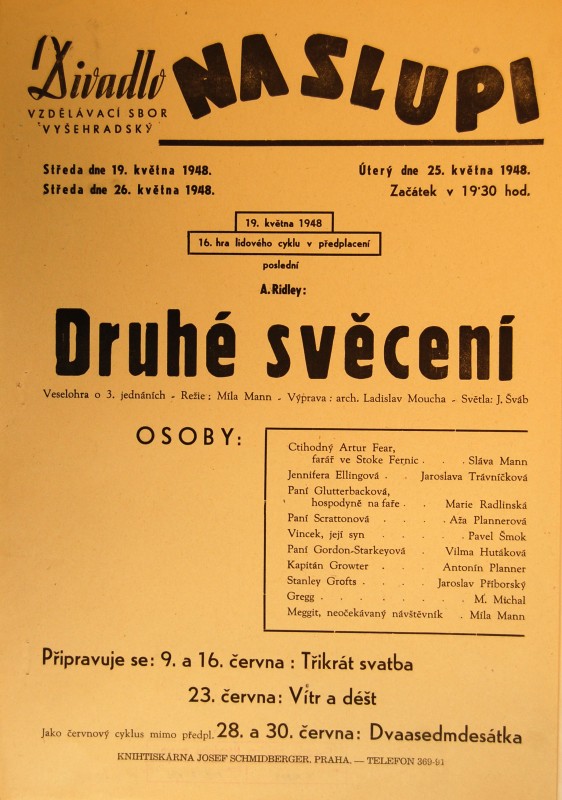 Divadlo NA SLUPI
VZDĚLÁVACÍ SBOR
VYŠEHRADSKÝ
Středa dne 19. května 1948.
Středa dne 26. května 1948.
Úterý dne 25. května 1948.
Začátek v 19'30 hod.
19. května 1948
16. hra lidového cyklu v předplacení
poslední
A. Ridley:
Druhé svěcení
Veselohra o 3. jednáních - Režie: Míla Mann - Výprava: arch. Ladislav Moucha - Světla: J. Šváb
OSOBY:
Ctihodný Artur Fear,
farář ve Stoke Fernic . . . Sláva Mann
Jennifera Ellingová . . Jaroslava Trávníčková
Paní Glutterbacková,
hospodyně na faře . . Marie Radlinská
Paní Scrattonová . . . . Aža Plannerová
Vincek, její syn . . . . . Pavel Šmok
Paní Gordon-Starkeyová . Vilma Hutáková
Kapitán Growter . . . . Antonín Planner
Stanley Grofts . . . . Jaroslav Příborský
Gregg . . . . . . . . M. Michal
Meggit, neočekávaný návštěvník . Míla Mann
Připravuje se: 9. a 16. června : Třikrát svatba
23. června: Vítr a déšt
Jako červnový cyklus mimo předpl. 28. a 30. června: Dvaasedmdesátka
KNIHTISKÁRNA JOSEF SCHMIDBERGER. PRAHA. — TELEFON 369-91